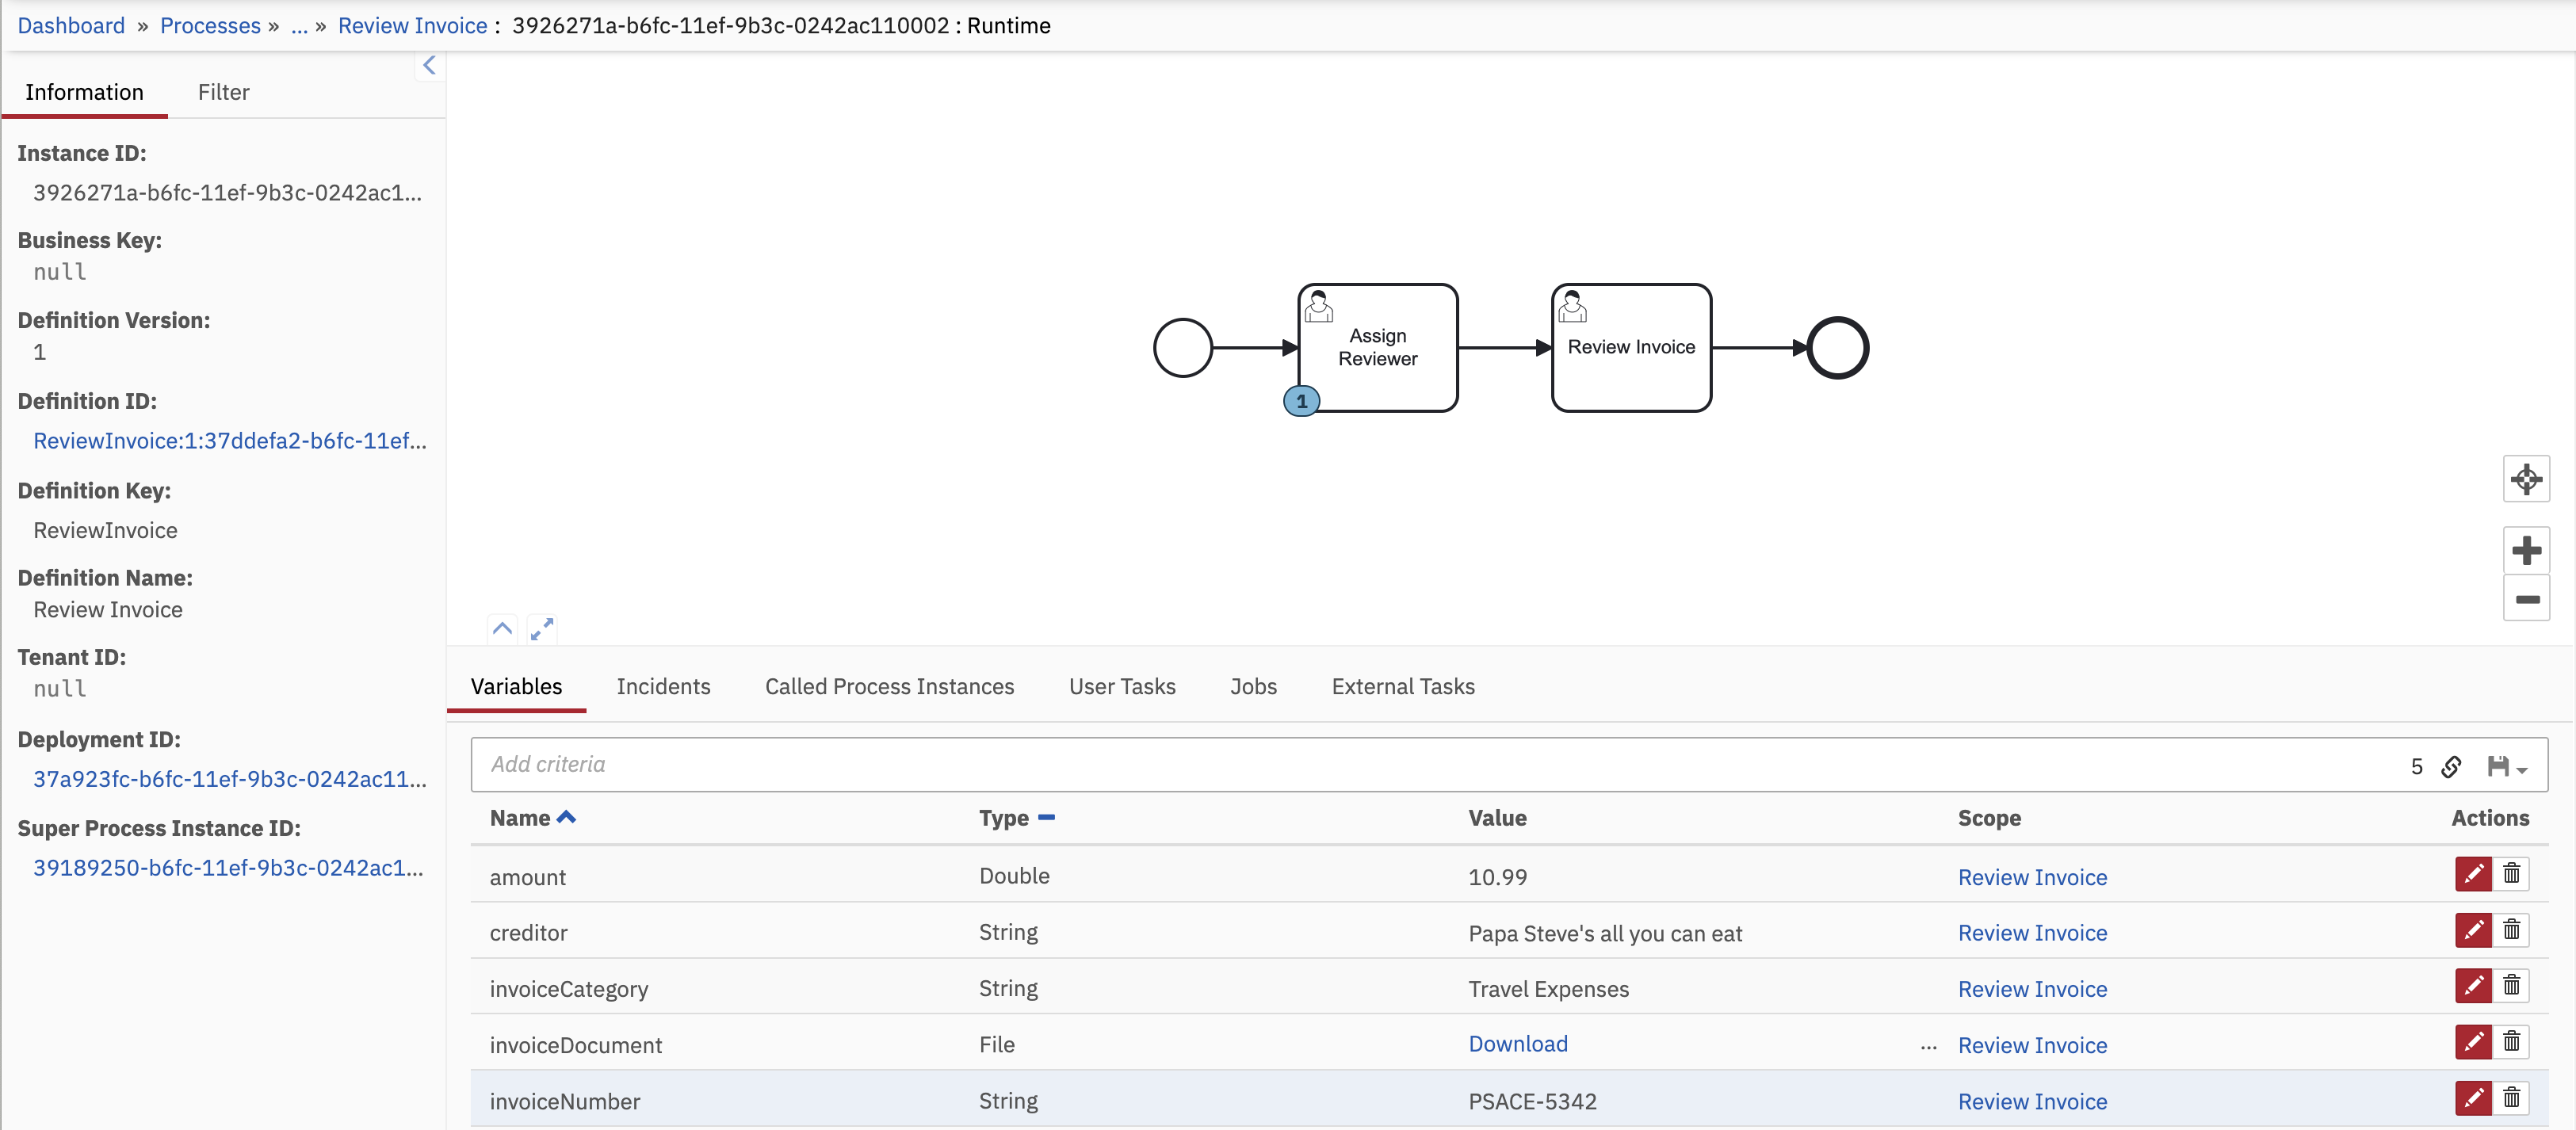 Dashboard » Processes » ... » Review Invoice : 3926271a-b6fc-11ef-9b3c-0242ac110002 : Runtime
Information Filter
Instance ID:
3926271a-b6fc-11ef-9b3c-0242ac1...
Business Key:
null
Definition Version:
1
Definition ID:
ReviewInvoice:1:37ddefa2-b6fc-11ef...
Definition Key:
ReviewInvoice
Definition Name:
Review Invoice
Tenant ID:
null
Deployment ID:
37a923fc-b6fc-11ef-9b3c-0242ac11...
Super Process Instance ID:
39189250-b6fc-11ef-9b3c-0242ac1...
Assign
Reviewer
1
Review Invoice
Variables Incidents Called Process Instances User Tasks Jobs External Tasks
Add criteria 5
Name Type Value Scope Actions
amount Double 10.99 Review Invoice
creditor String Papa Steve's all you can eat Review Invoice
invoiceCategory String Travel Expenses Review Invoice
invoiceDocument File Download ... Review Invoice
invoiceNumber String PSACE-5342 Review Invoice